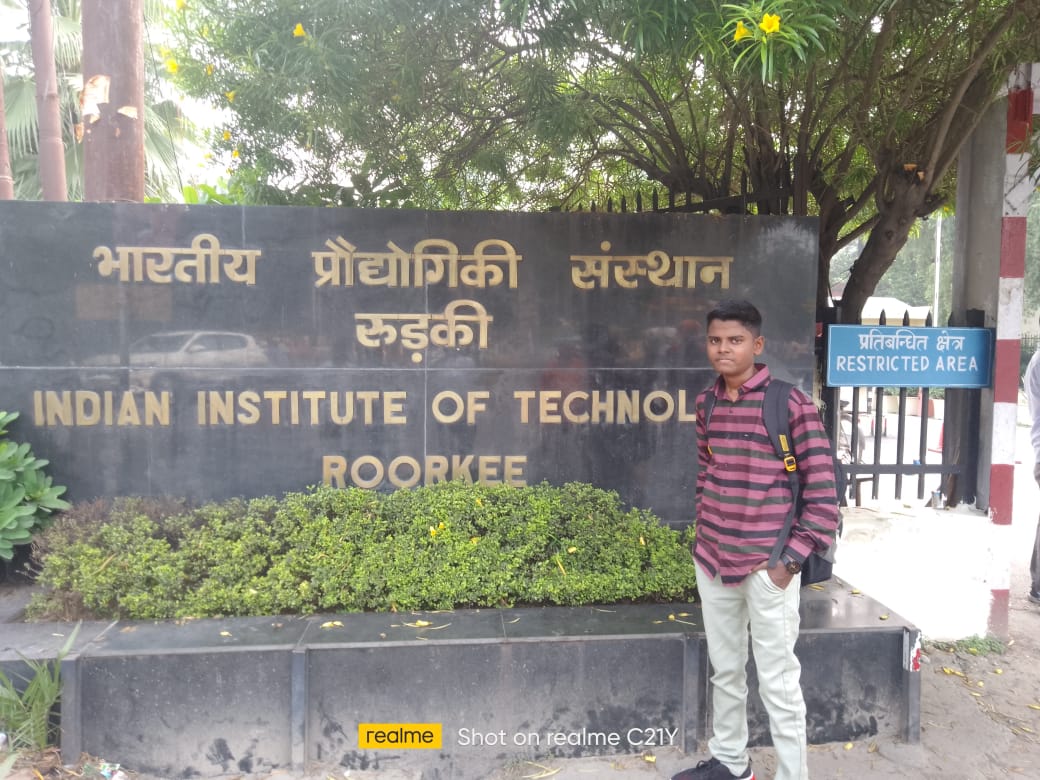 भारतीय प्रौद्योगिकी संस्थान
रुड़की
INDIAN INSTITUTE OF TECHNOL
ROORKEE
प्रतिबन्धित क्षेत्र
RESTRICTED AREA
realme Shot on realme C21Y